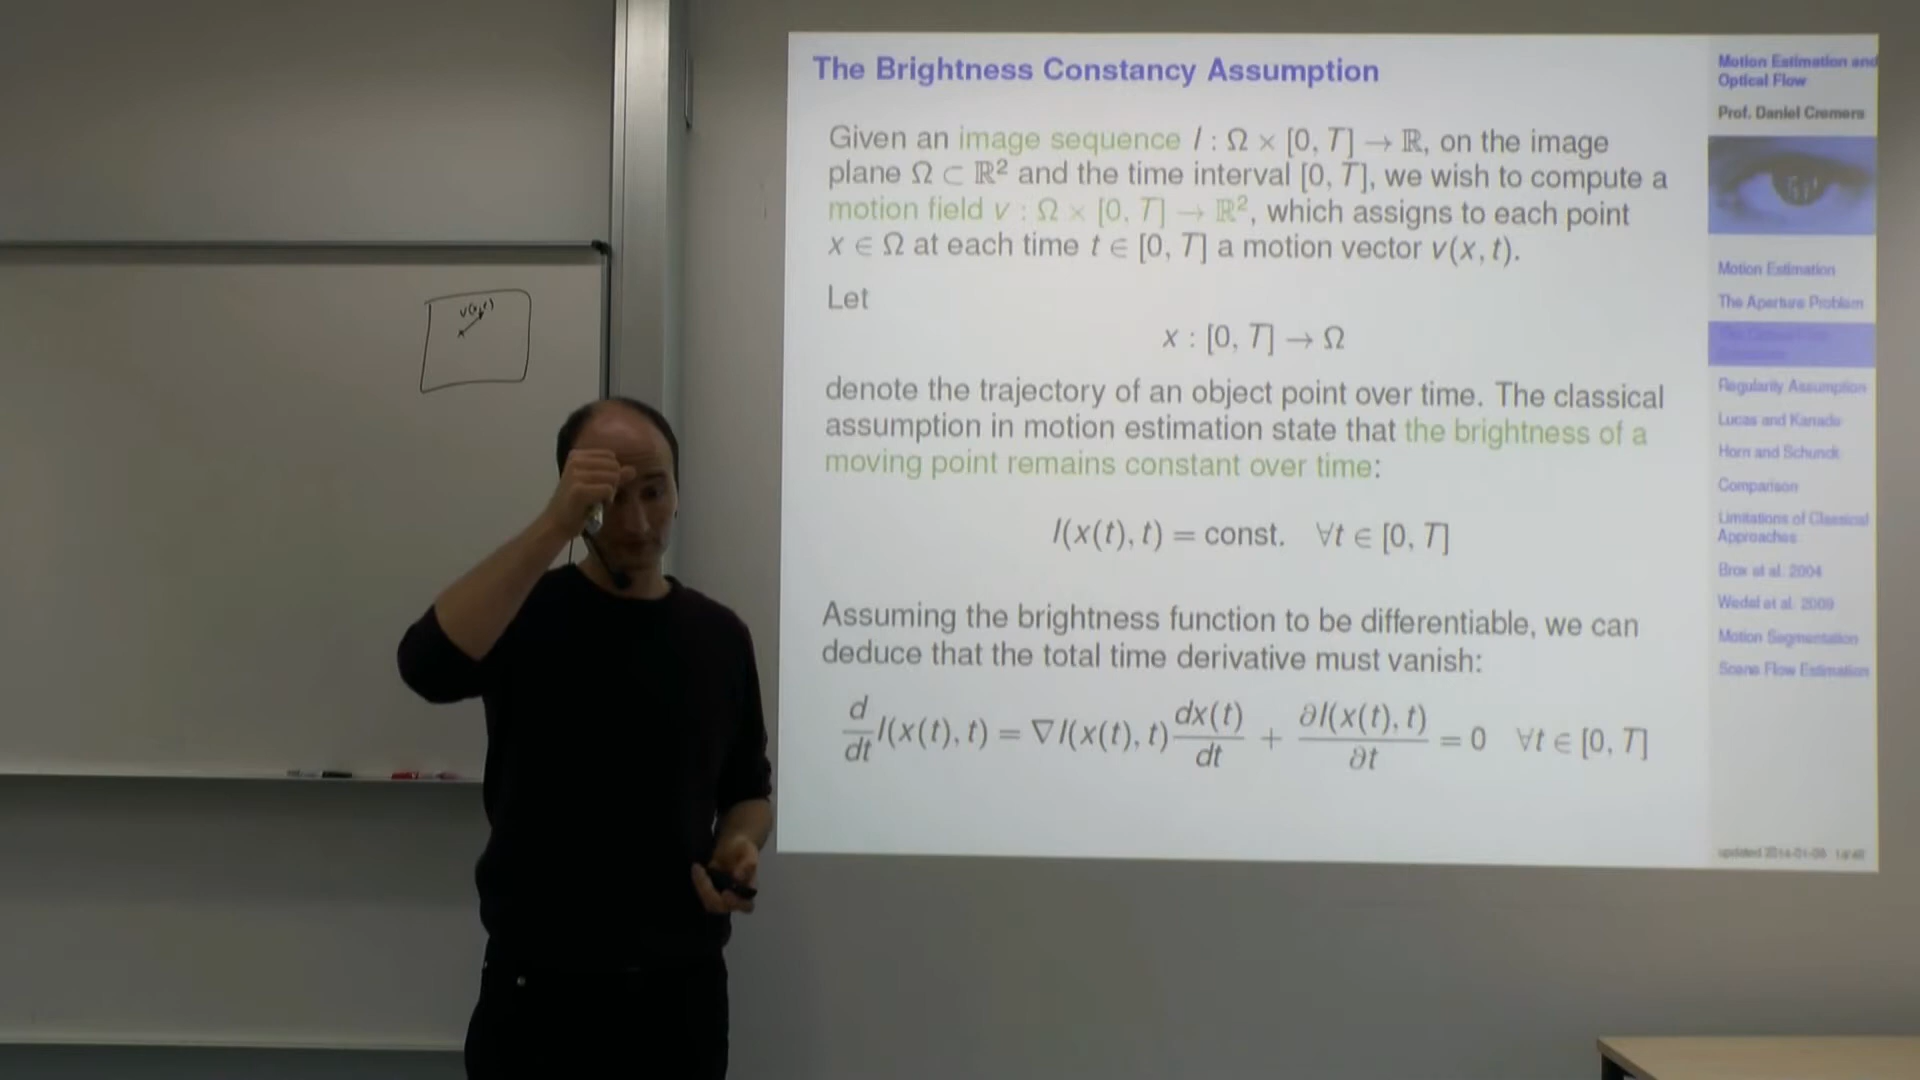 v(x,t)
The Brightness Constancy Assumption
Given an image sequence I : Ω × [0, T] → ℝ, on the image
plane Ω ⊂ ℝ² and the time interval [0, T], we wish to compute a
motion field v : Ω × [0, T] → ℝ², which assigns to each point
x ∈ Ω at each time t ∈ [0, T] a motion vector v(x, t).
Let
x : [0, T] → Ω
denote the trajectory of an object point over time. The classical
assumption in motion estimation state that the brightness of a
moving point remains constant over time:
I(x(t), t) = const. ∀t ∈ [0, T]
Assuming the brightness function to be differentiable, we can
deduce that the total time derivative must vanish:
d/dt I(x(t), t) = ∇I(x(t), t) dx(t)/dt + ∂I(x(t), t)/∂t = 0 ∀t ∈ [0, T]
Motion Estimation and
Optical Flow
Prof. Daniel Cremers
Motion Estimation
The Aperture Problem
Regularity Assumption
Lucas and Kanade
Horn and Schunck
Comparison
Limitations of Classical
Approaches
Brox et al. 2004
Wedel et al. 2009
Motion Segmentation
Scene Flow Estimation
updated